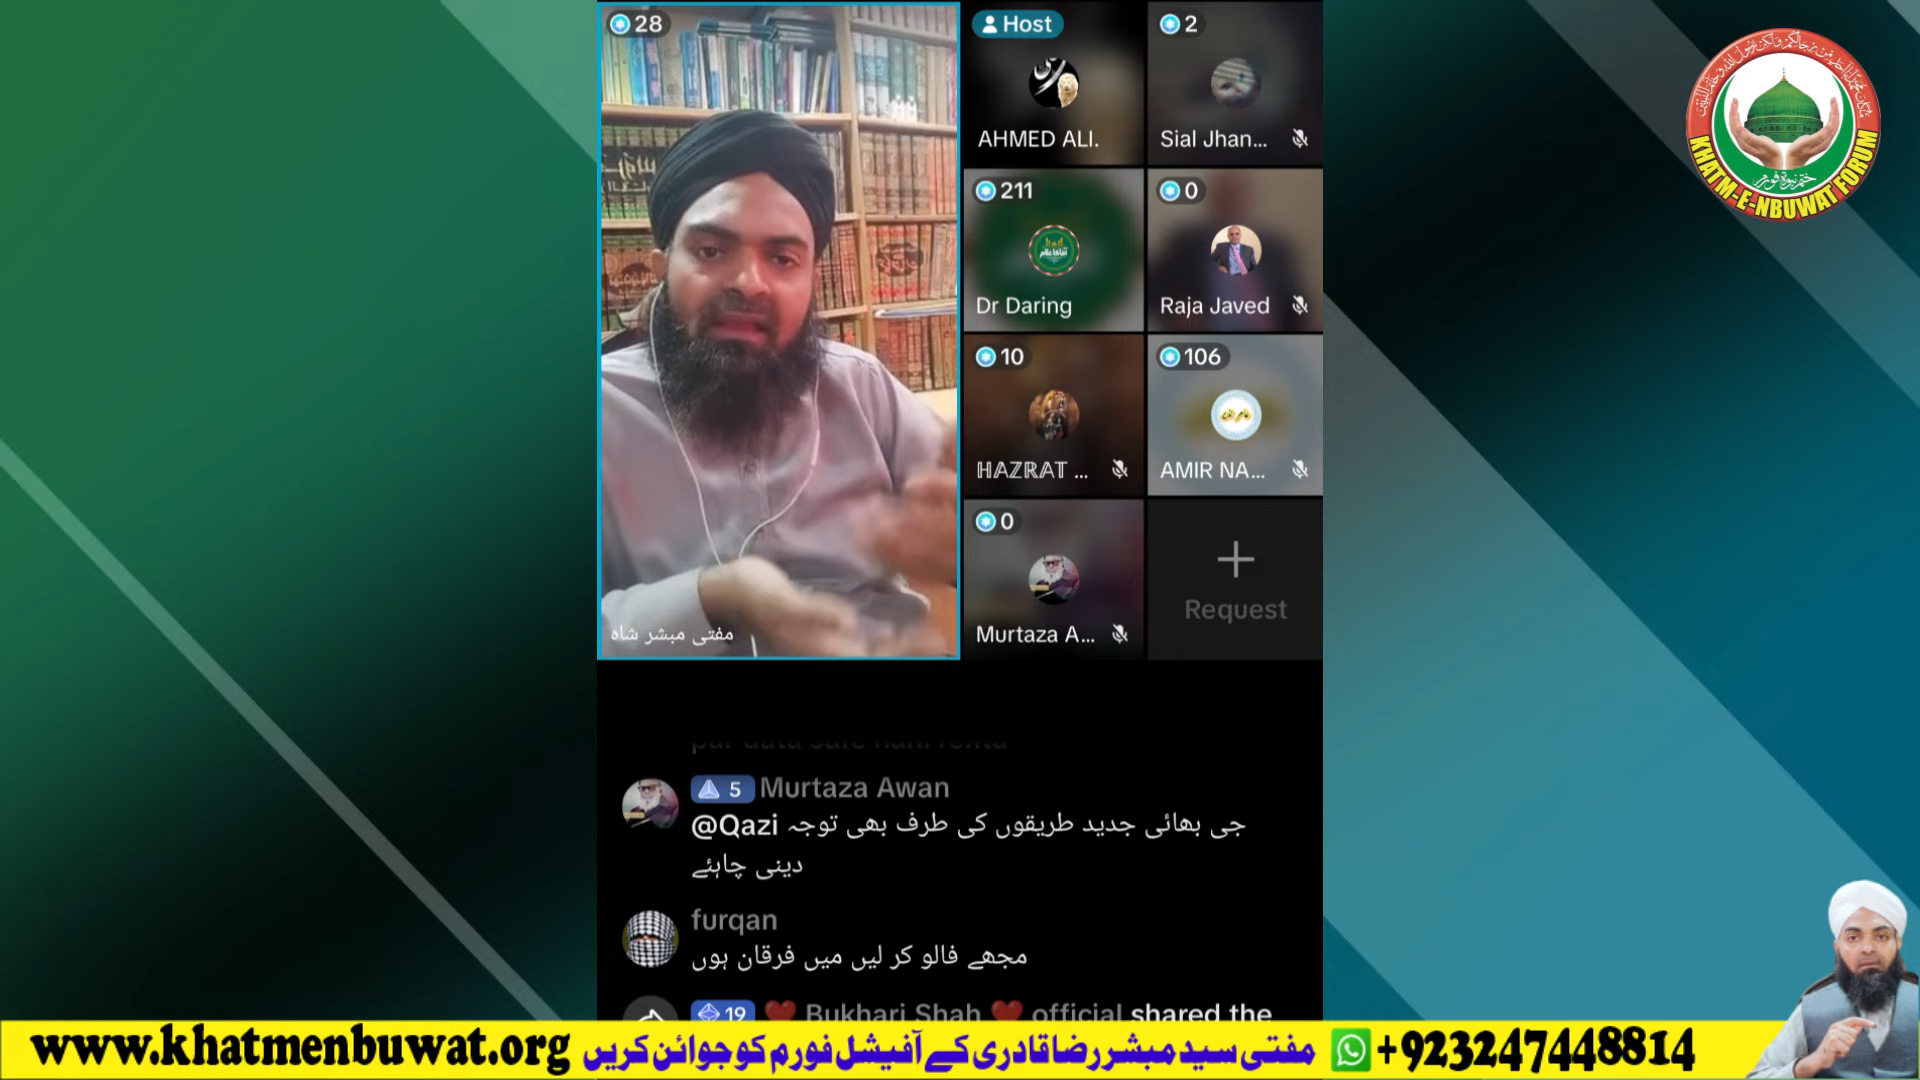 28
Host
AHMED ALI.
2
Sial Jhan...
211
Dr Daring
0
Raja Javed
10
HAZRAT ...
106
AMIR NA...
0
Murtaza A...
Request
مفتی مبشر شاہ
5 Murtaza Awan
@Qazi جی بھائی جدید طریقوں کی طرف بھی توجہ
دینی چاہئے
furqan
مجھے فالو کر لیں میں فرقان ہوں
19 Bukhari Shah official shared the
KHATM-E-NBUWAT FORUM
ختم نبوة فورم
www.khatmenbuwat.org مفتی سید مبشر رضا قادری کے آفیشل فورم کو جوائن کریں +923247448814